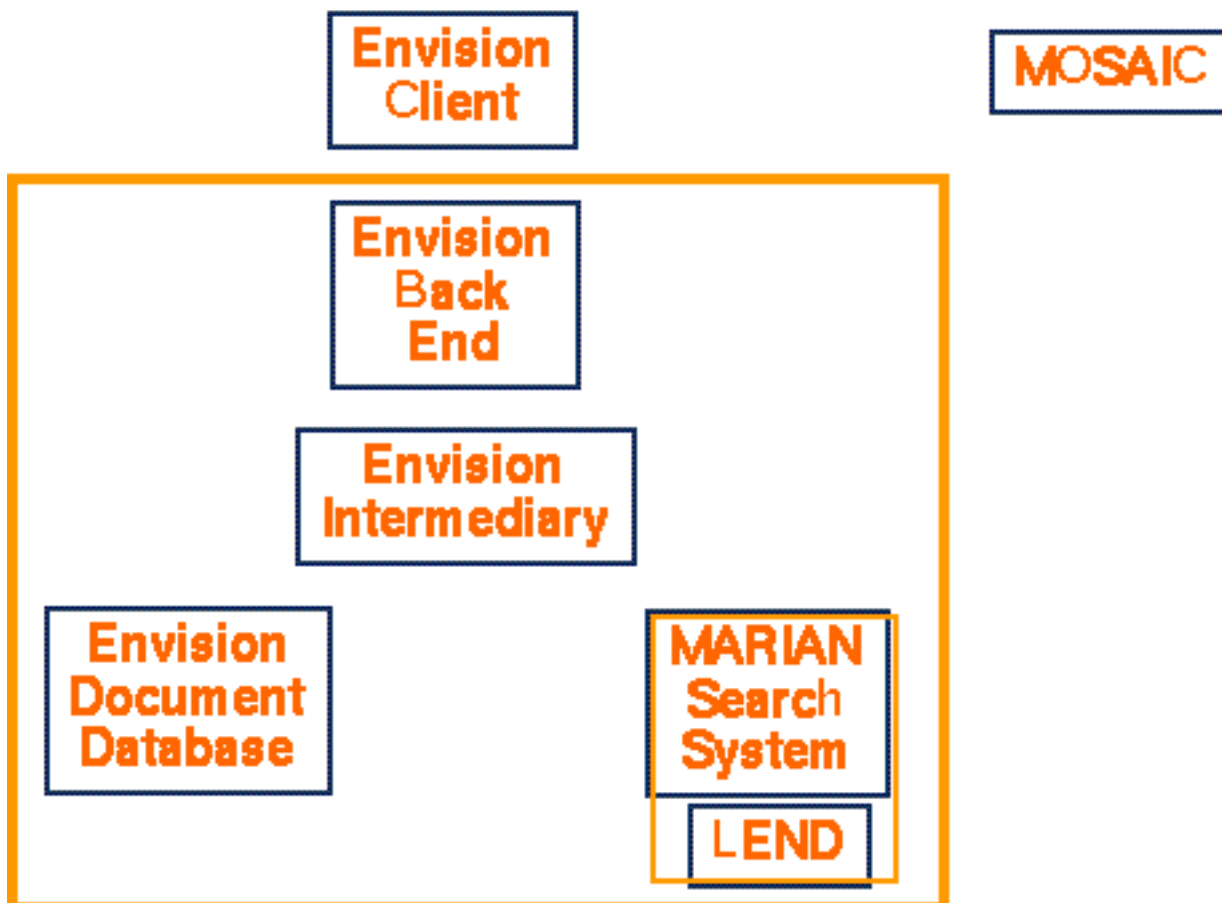 Envision
Client
MOSAIC
Envision
Back
End
Envision
Intermediary
Envision
Document
Database
MARIAN
Search
System
LEND